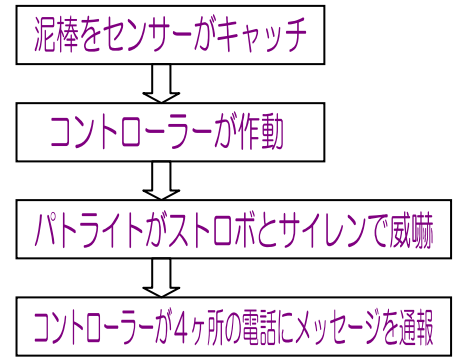 泥棒をセンサーがキャッチ
コントローラーが作動
パトライトがストロボとサイレンで威嚇
コントローラーが4ヶ所の電話にメッセージを通報